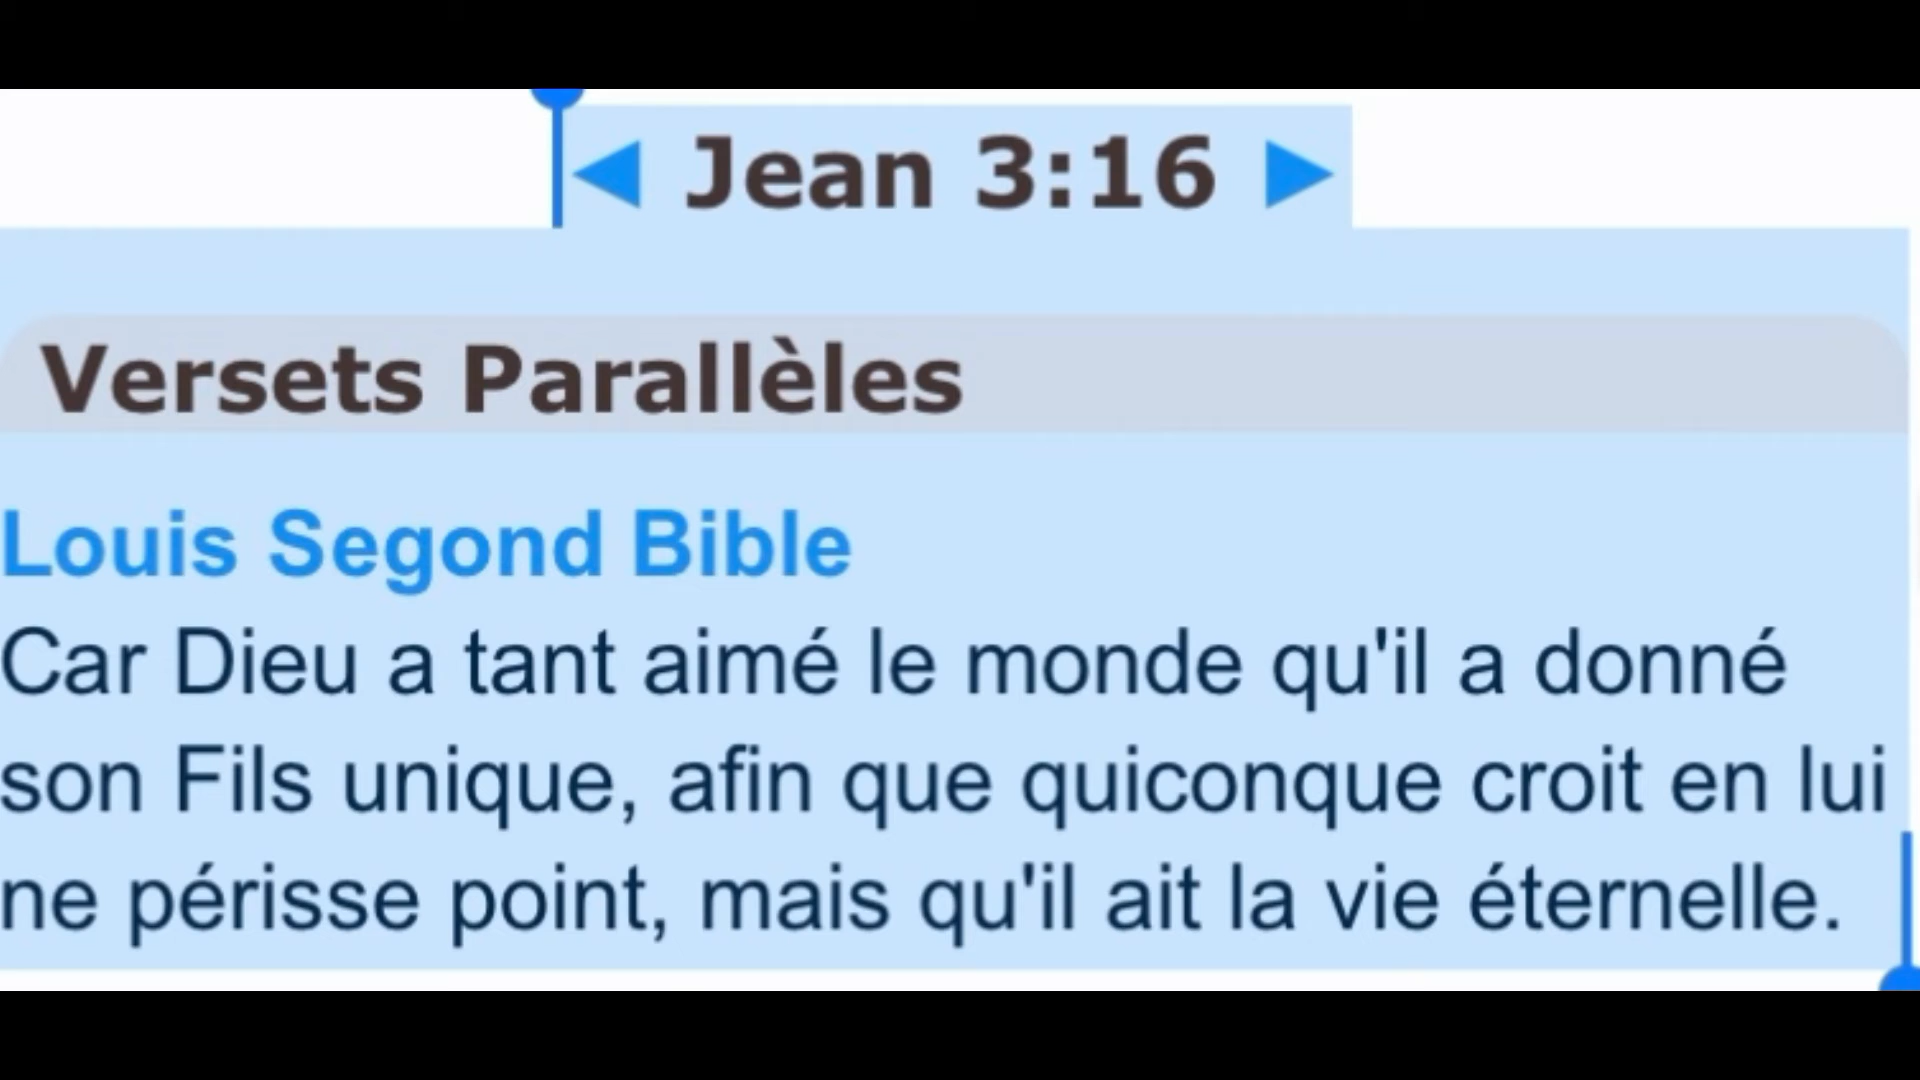 ◄ Jean 3:16 ►
Versets Parallèles
Louis Segond Bible
Car Dieu a tant aimé le monde qu'il a donné
son Fils unique, afin que quiconque croit en lui
ne périsse point, mais qu'il ait la vie éternelle.